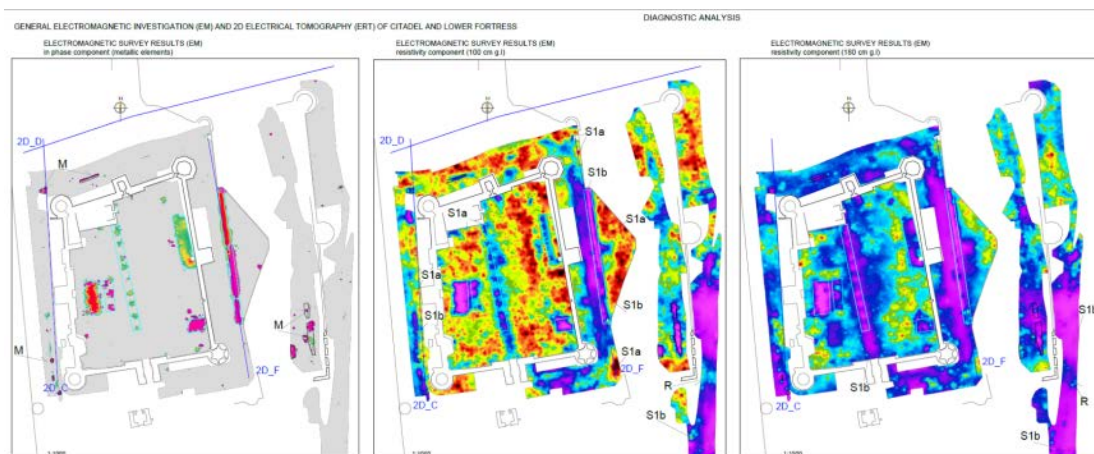 DIAGNOSTIC ANALYSIS
GENERAL ELECTROMAGNETIC INVESTIGATION (EM) AND 2D ELECTRICAL TOMOGRAPHY (ERT) OF CITADEL AND LOWER FORTRESS
ELECTROMAGNETIC SURVEY RESULTS (EM)
in phase component (metallic elements)
2D_D
M
M
M
2D_C
2D_F
ELECTROMAGNETIC SURVEY RESULTS (EM)
resistivity component (100 cm g.l)
S1a
S1b
S1a
S1a
S1a
S1b
S1b
S1a
2D_F
R
2D_C
S1b
ELECTROMAGNETIC SURVEY RESULTS (EM)
resistivity component (180 cm g.l)
S1b
2D_F
S1b
R
2D_C
S1b